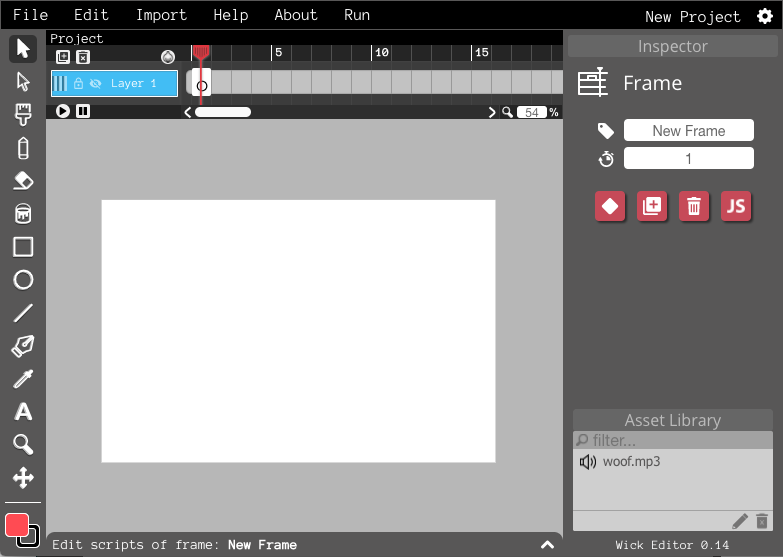 File Edit Import Help About Run New Project
Project
Inspector
5 10 15
Layer 1
Frame
54 %
New Frame
1
JS
A
Asset Library
filter...
woof.mp3
Edit scripts of frame: New Frame
Wick Editor 0.14